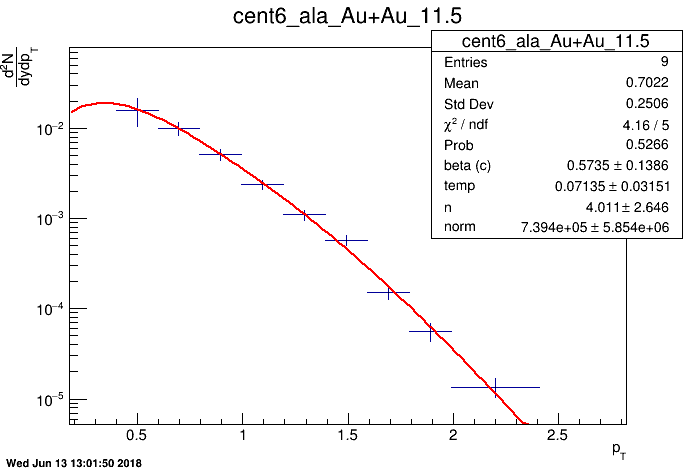 cent6_ala_Au+Au_11.5
d²N
dydp_T
cent6_ala_Au+Au_11.5
Entries 9
Mean 0.7022
Std Dev 0.2506
χ² / ndf 4.16 / 5
Prob 0.5266
beta (c) 0.5735 ± 0.1386
temp 0.07135 ± 0.03151
n 4.011 ± 2.646
norm 7.394e+05 ± 5.854e+06
10⁻²
10⁻³
10⁻⁴
10⁻⁵
0.5 1 1.5 2 2.5
p_T
Wed Jun 13 13:01:50 2018